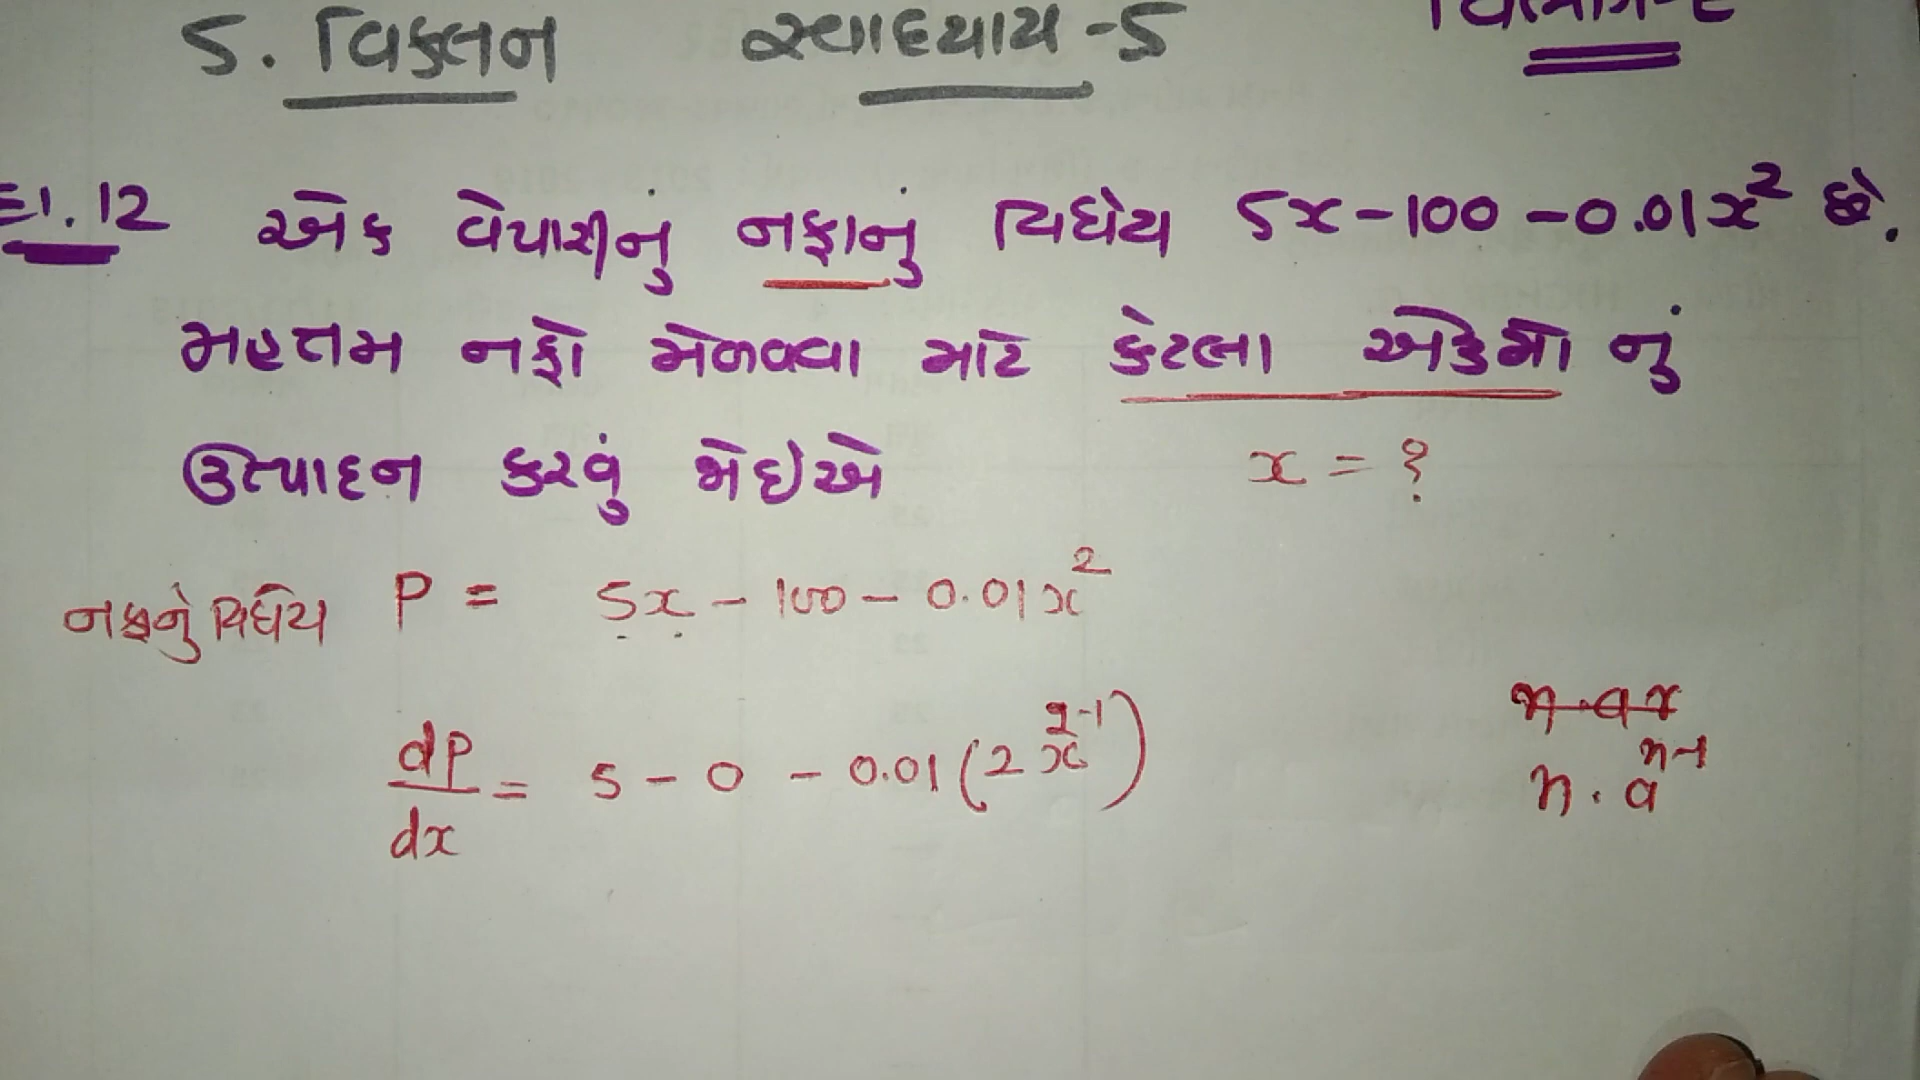 5. વિકલન સ્વાધ્યાય-5
દા.12 એક વેપારીનું નફાનું વિધેય 5x-100-0.01x² છે.
મહત્તમ નફો મેળવવા માટે કેટલા એકમો નું
ઉત્પાદન કરવું જોઈએ x = ?
નફાનું વિધેય P = 5x - 100 - 0.01x²
dP/dx = 5 - 0 - 0.01(2x²⁻¹)
n.aⁿ⁻¹